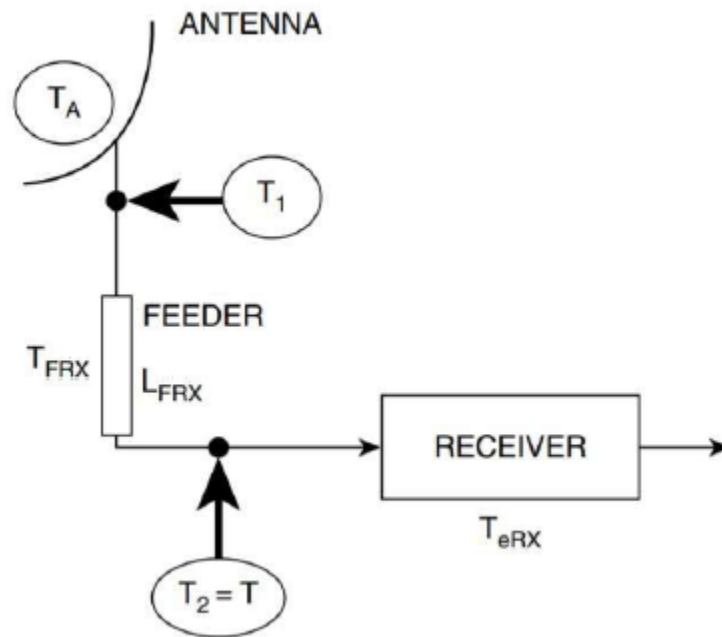 ANTENNA
T_A
T_1
FEEDER
T_FRX
L_FRX
RECEIVER
T_eRX
T_2 = T